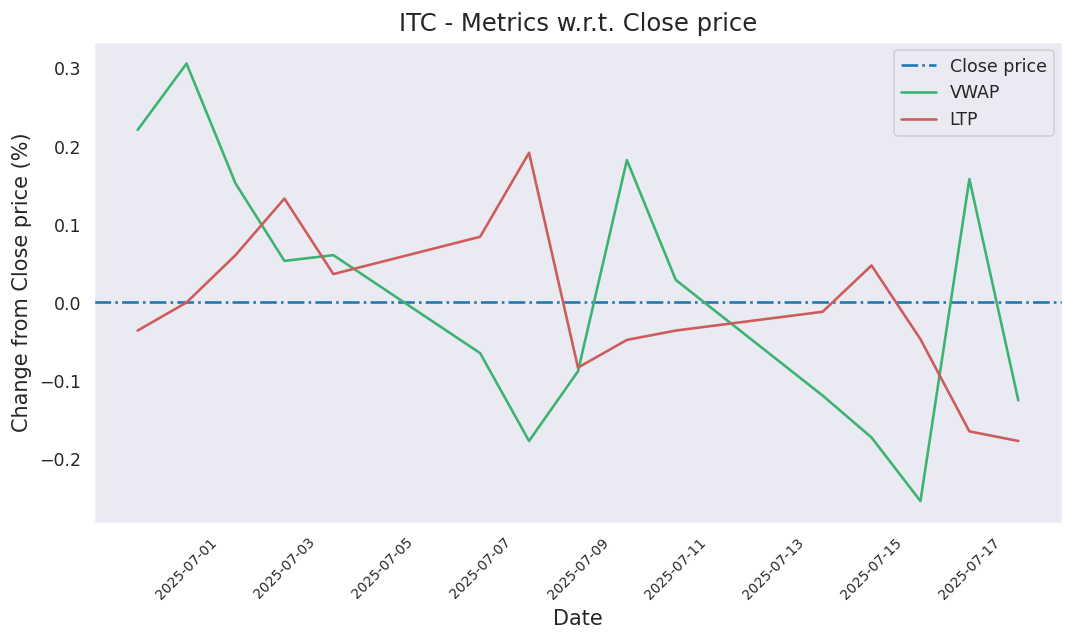 ITC - Metrics w.r.t. Close price
Close price
VWAP
LTP
Change from Close price (%)
0.3
0.2
0.1
0.0
−0.1
−0.2
2025-07-01
2025-07-03
2025-07-05
2025-07-07
2025-07-09
2025-07-11
2025-07-13
2025-07-15
2025-07-17
Date